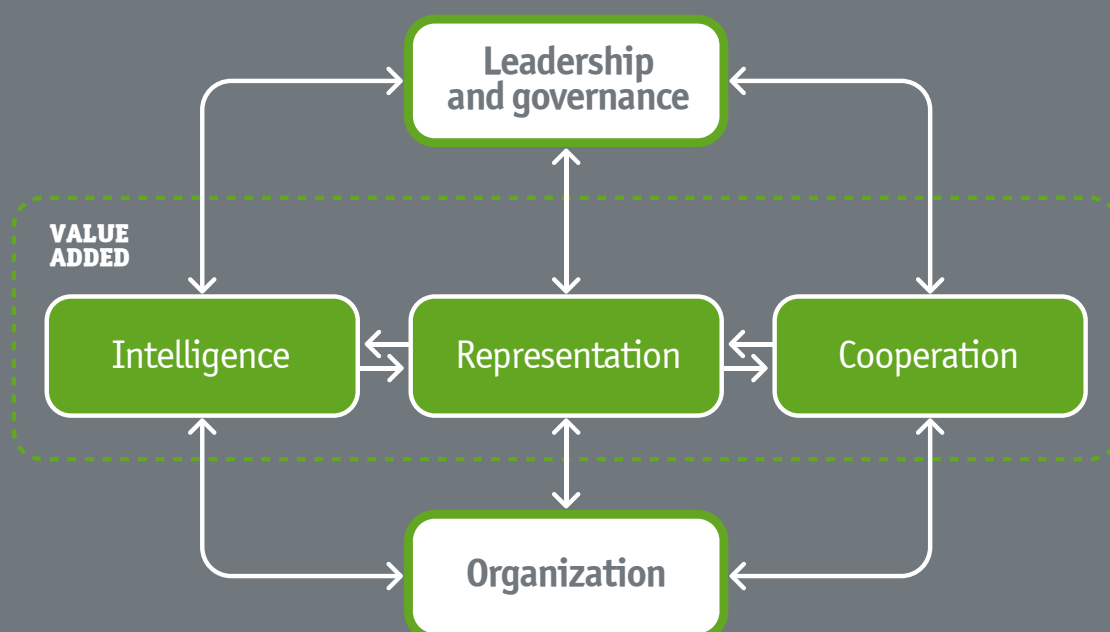 Leadership
and governance
VALUE
ADDED
Intelligence
Representation
Cooperation
Organization